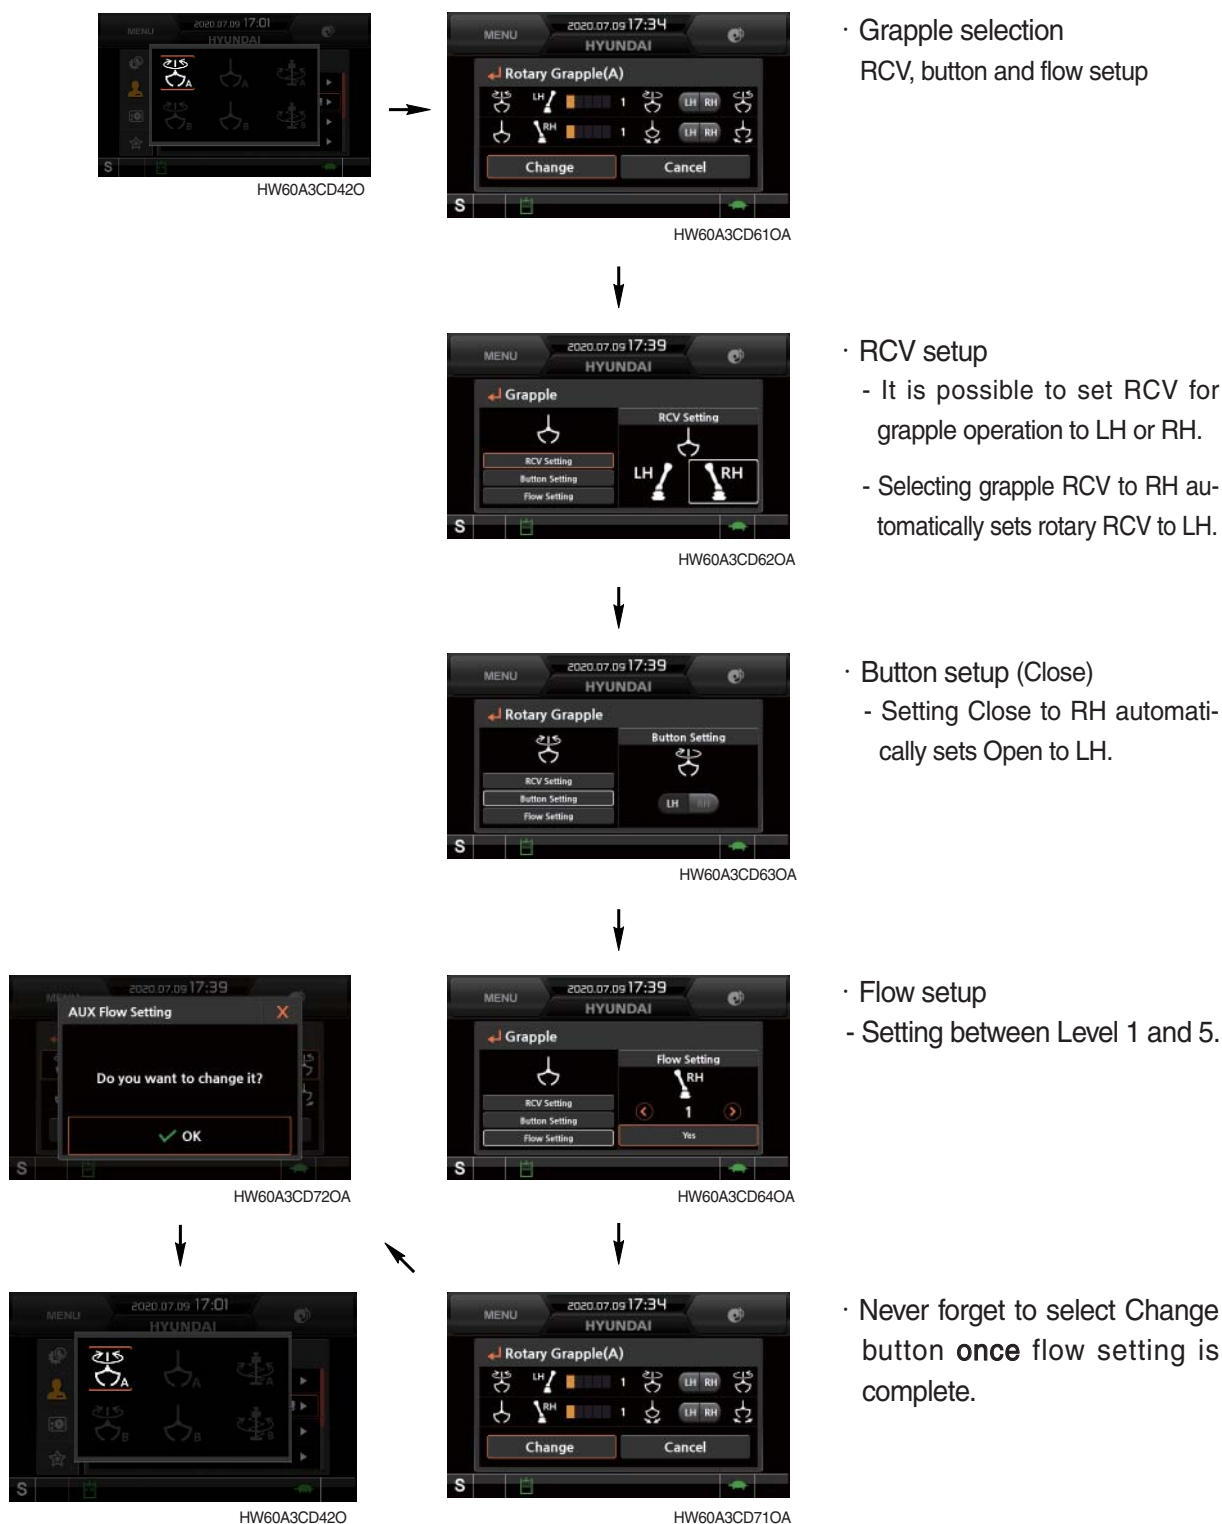 MENU
2020.07.09 17:01
HYUNDAI
A
A
A
B
B
B
S
HW60A3CD42O
MENU
2020.07.09 17:34
HYUNDAI
Rotary Grapple(A)
LH 1 LH RH
RH 1 LH RH
Change Cancel
S
HW60A3CD61OA
· Grapple selection
RCV, button and flow setup
MENU
2020.07.09 17:39
HYUNDAI
Grapple
RCV Setting
RCV Setting
Button Setting
Flow Setting
LH RH
S
HW60A3CD62OA
· RCV setup
- It is possible to set RCV for
grapple operation to LH or RH.
- Selecting grapple RCV to RH au-
tomatically sets rotary RCV to LH.
MENU
2020.07.09 17:39
HYUNDAI
Rotary Grapple
Button Setting
RCV Setting
Button Setting
Flow Setting
LH RH
S
HW60A3CD63OA
· Button setup (Close)
- Setting Close to RH automati-
cally sets Open to LH.
2020.07.09 17:39
AUX Flow Setting X
Do you want to change it?
OK
S
HW60A3CD72OA
MENU
2020.07.09 17:39
HYUNDAI
Grapple
Flow Setting
RH
RCV Setting
Button Setting
Flow Setting
1
Yes
S
HW60A3CD64OA
· Flow setup
- Setting between Level 1 and 5.
MENU
2020.07.09 17:01
HYUNDAI
A
A
A
B
B
B
S
HW60A3CD42O
MENU
2020.07.09 17:34
HYUNDAI
Rotary Grapple(A)
LH 1 LH RH
RH 1 LH RH
Change Cancel
S
HW60A3CD71OA
· Never forget to select Change
button once flow setting is
complete.